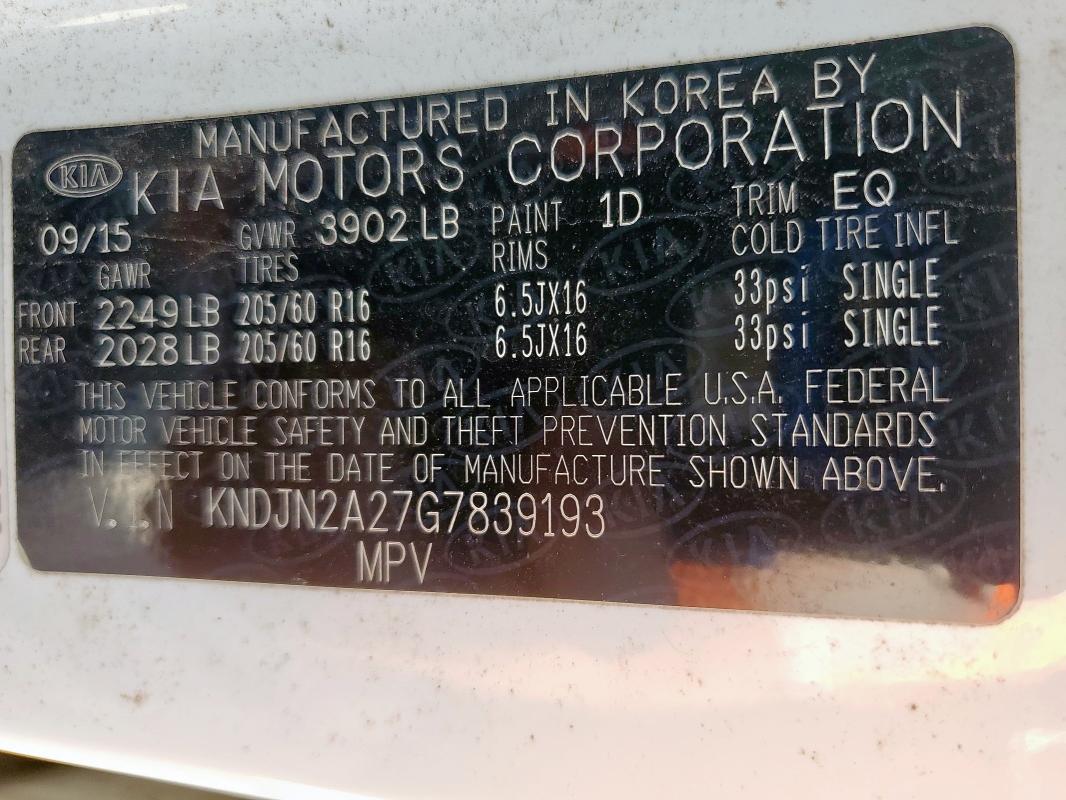 MANUFACTURED IN KOREA BY
KIA KIA MOTORS CORPORATION
09/15 GVWR 3902 LB PAINT 1D TRIM EQ
GAWR TIRES RIMS COLD TIRE INFL
FRONT 2249 LB 205/60 R16 6.5JX16 33psi SINGLE
REAR 2028 LB 205/60 R16 6.5JX16 33psi SINGLE
THIS VEHICLE CONFORMS TO ALL APPLICABLE U.S.A. FEDERAL
MOTOR VEHICLE SAFETY AND THEFT PREVENTION STANDARDS
IN EFFECT ON THE DATE OF MANUFACTURE SHOWN ABOVE.
V.I.N KNDJN2A27G7839193
MPV